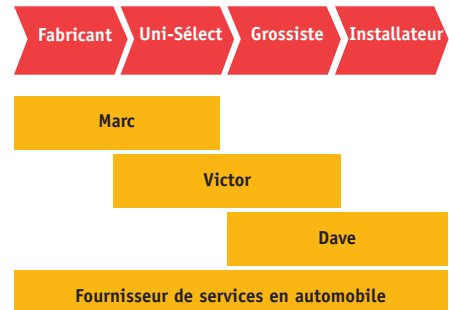 Fabricant Uni-Sélect Grossiste Installateur
Marc
Victor
Dave
Fournisseur de services en automobile